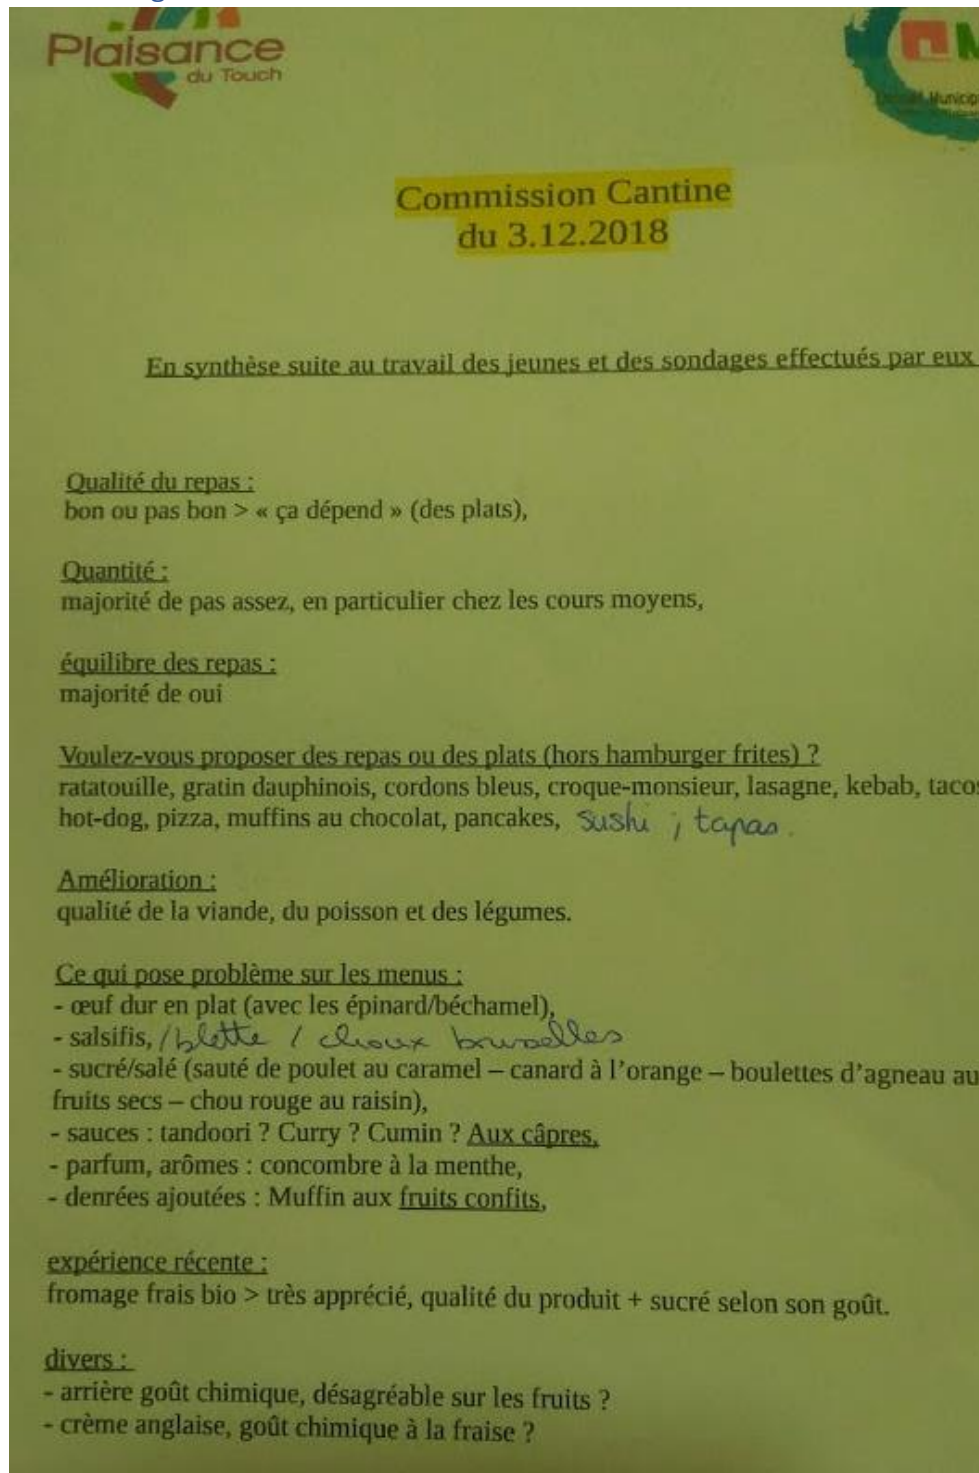 Plaisance
du Touch
Commission Cantine
du 3.12.2018
En synthèse suite au travail des jeunes et des sondages effectués par eux
Qualité du repas :
bon ou pas bon > « ça dépend » (des plats),
Quantité :
majorité de pas assez, en particulier chez les cours moyens,
équilibre des repas :
majorité de oui
Voulez-vous proposer des repas ou des plats (hors hamburger frites) ?
ratatouille, gratin dauphinois, cordons bleus, croque-monsieur, lasagne, kebab, tacos
hot-dog, pizza, muffins au chocolat, pancakes, sushi ; tapas.
Amélioration :
qualité de la viande, du poisson et des légumes.
Ce qui pose problème sur les menus :
- œuf dur en plat (avec les épinard/béchamel),
- salsifis, / blette / choux bruxelles
- sucré/salé (sauté de poulet au caramel – canard à l'orange – boulettes d'agneau au
fruits secs – chou rouge au raisin),
- sauces : tandoori ? Curry ? Cumin ? Aux câpres,
- parfum, arômes : concombre à la menthe,
- denrées ajoutées : Muffin aux fruits confits,
expérience récente :
fromage frais bio > très apprécié, qualité du produit + sucré selon son goût.
divers :
- arrière goût chimique, désagréable sur les fruits ?
- crème anglaise, goût chimique à la fraise ?